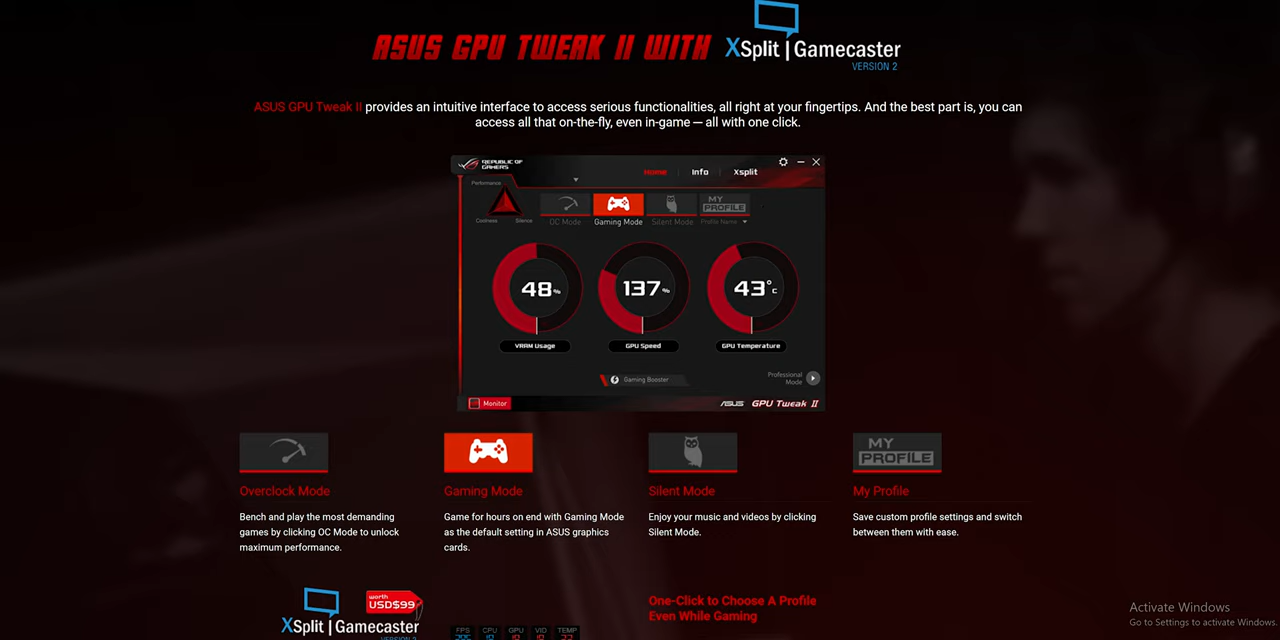 ASUS GPU TWEAK II WITH
XSplit | Gamecaster
VERSION 2
ASUS GPU Tweak II provides an intuitive interface to access serious functionalities, all right at your fingertips. And the best part is, you can
access all that on-the-fly, even in-game — all with one click.
REPUBLIC OF
GAMERS
Home
Info
Xsplit
Performance
Coolness
Silence
OC Mode
Gaming Mode
Silent Mode
MY
PROFILE
Profile Name
48%
137%
43°c
VRAM Usage
GPU Speed
GPU Temperature
Gaming Booster
Professional
Mode
Monitor
ASUS GPU Tweak II
MY
PROFILE
Overclock Mode
Bench and play the most demanding
games by clicking OC Mode to unlock
maximum performance.
Gaming Mode
Game for hours on end with Gaming Mode
as the default setting in ASUS graphics
cards.
Silent Mode
Enjoy your music and videos by clicking
Silent Mode.
My Profile
Save custom profile settings and switch
between them with ease.
worth
USD$99
XSplit | Gamecaster
FPS CPU GPU VID TEMP
One-Click to Choose A Profile
Even While Gaming
Activate Windows
Go to Settings to activate Windows.